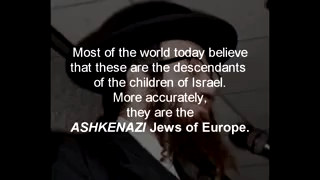 Most of the world today believe
that these are the descendants
of the children of Israel.
More accurately,
they are the
ASHKENAZI Jews of Europe.